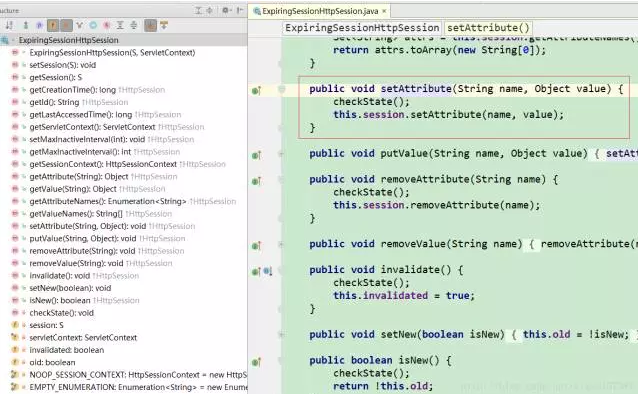 ucture
ExpiringSessionHttpSession
ExpiringSessionHttpSession(S, ServletContext)
setSession(S): void
getSession(): S
getCreationTime(): long ↑HttpSession
getId(): String ↑HttpSession
getLastAccessedTime(): long ↑HttpSession
getServletContext(): ServletContext ↑HttpSession
setMaxInactiveInterval(int): void ↑HttpSession
getMaxInactiveInterval(): int ↑HttpSession
getSessionContext(): HttpSessionContext ↑HttpSession
getAttribute(String): Object ↑HttpSession
getValue(String): Object ↑HttpSession
getAttributeNames(): Enumeration<String> ↑HttpSession
getValueNames(): String[] ↑HttpSession
setAttribute(String, Object): void ↑HttpSession
putValue(String, Object): void ↑HttpSession
removeAttribute(String): void ↑HttpSession
removeValue(String): void ↑HttpSession
invalidate(): void ↑HttpSession
setNew(boolean): void
isNew(): boolean ↑HttpSession
checkState(): void
session: S
servletContext: ServletContext
invalidated: boolean
old: boolean
NOOP_SESSION_CONTEXT: HttpSessionContext = new HttpS
EMPTY_ENUMERATION: Enumeration<String> = new Enume
ExpiringSessionHttpSession.java ×
ExpiringSessionHttpSession setAttribute()
Set<String> attrs = this.session.getAttributeNames()
return attrs.toArray(new String[0]);
}
public void setAttribute(String name, Object value) {
checkState();
this.session.setAttribute(name, value);
}
public void putValue(String name, Object value) { setA
public void removeAttribute(String name) {
checkState();
this.session.removeAttribute(name);
}
public void removeValue(String name) { removeAttribute(n
public void invalidate() {
checkState();
this.invalidated = true;
}
public void setNew(boolean isNew) { this.old = !isNew; }
public boolean isNew() {
checkState();
return !this.old;